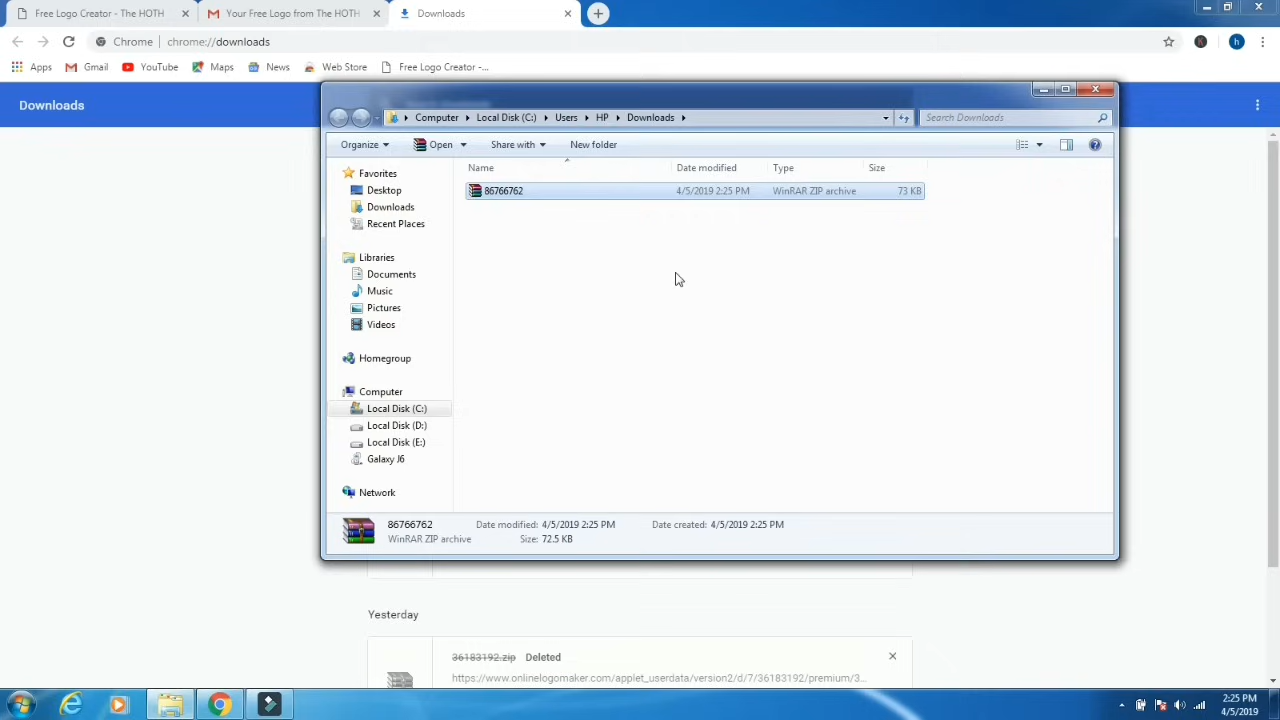 Free Logo Creator - The HOTH
Your Free Logo from The HOTH
Downloads
Chrome chrome://downloads
h
Apps Gmail YouTube Maps News Web Store Free Logo Creator -...
Downloads
Computer Local Disk (C:) Users HP Downloads Search Downloads
Organize Open Share with New folder
Name Date modified Type Size
86766762 4/5/2019 2:25 PM WinRAR ZIP archive 73 KB
Favorites
Desktop
Downloads
Recent Places
Libraries
Documents
Music
Pictures
Videos
Homegroup
Computer
Local Disk (C:)
Local Disk (D:)
Local Disk (E:)
Galaxy J6
Network
86766762 Date modified: 4/5/2019 2:25 PM Date created: 4/5/2019 2:25 PM
WinRAR ZIP archive Size: 72.5 KB
Yesterday
36183192.zip Deleted
https://www.onlinelogomaker.com/applet_userdata/version2/d/7/36183192/premium/3...
2:25 PM
4/5/2019